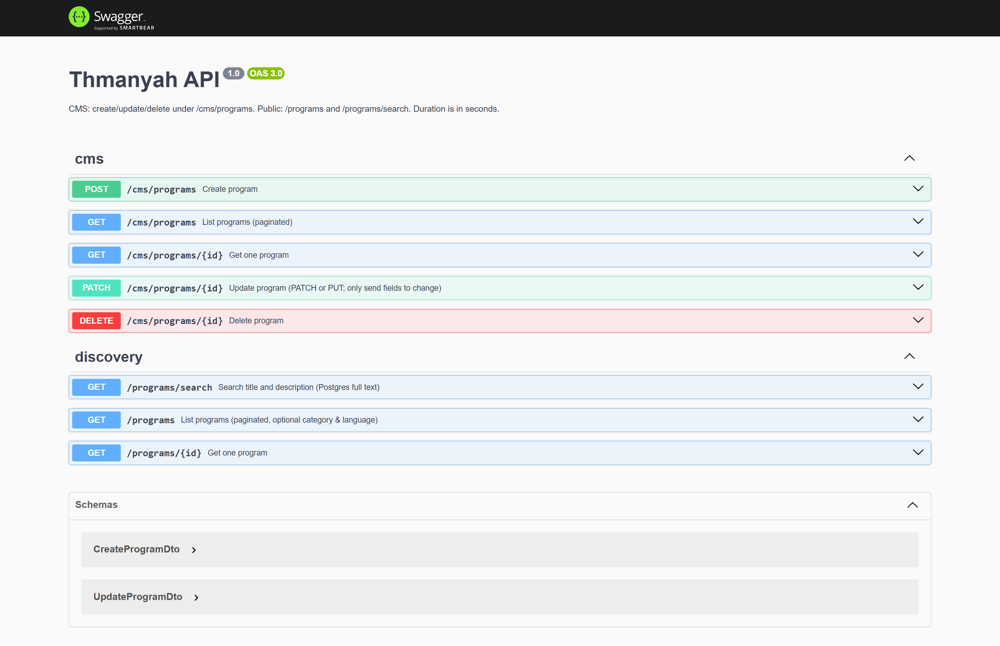 {···} Swagger™
Supported by SMARTBEAR
Thmanyah API 1.0 OAS 3.0
CMS: create/update/delete under /cms/programs. Public: /programs and /programs/search. Duration is in seconds.
cms
POST /cms/programs Create program
GET /cms/programs List programs (paginated)
GET /cms/programs/{id} Get one program
PATCH /cms/programs/{id} Update program (PATCH or PUT; only send fields to change)
DELETE /cms/programs/{id} Delete program
discovery
GET /programs/search Search title and description (Postgres full text)
GET /programs List programs (paginated, optional category & language)
GET /programs/{id} Get one program
Schemas
CreateProgramDto
UpdateProgramDto